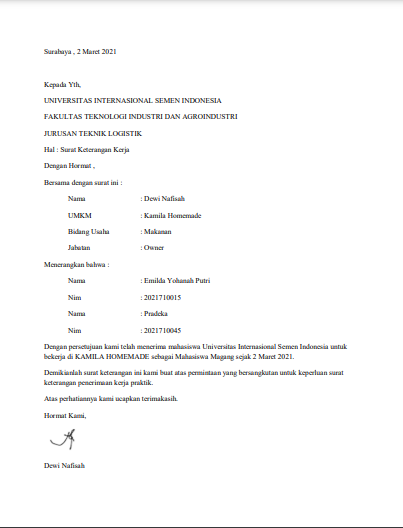 Surabaya , 2 Maret 2021
Kepada Yth,
UNIVERSITAS INTERNASIONAL SEMEN INDONESIA
FAKULTAS TEKNOLOGI INDUSTRI DAN AGROINDUSTRI
JURUSAN TEKNIK LOGISTIK
Hal : Surat Keterangan Kerja
Dengan Hormat ,
Bersama dengan surat ini :
Nama : Dewi Nafisah
UMKM : Kamila Homemade
Bidang Usaha : Makanan
Jabatan : Owner
Menerangkan bahwa :
Nama : Emilda Yohanah Putri
Nim : 2021710015
Nama : Pradeka
Nim : 2021710045
Dengan persetujuan kami telah menerima mahasiswa Universitas Internasional Semen Indonesia untuk
bekerja di KAMILA HOMEMADE sebagai Mahasiswa Magang sejak 2 Maret 2021.
Demikianlah surat keterangan ini kami buat atas permintaan yang bersangkutan untuk keperluan surat
keterangan penerimaan kerja praktik.
Atas perhatiannya kami ucapkan terimakasih.
Hormat Kami,
Dewi Nafisah